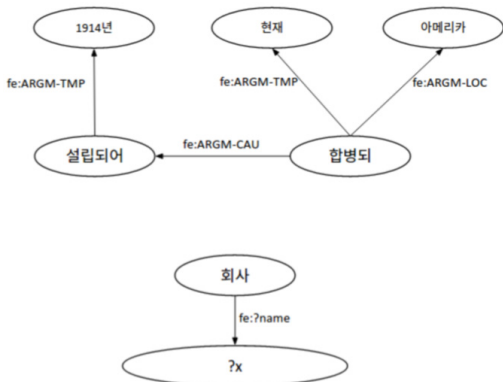 1914년
현재
아메리카
fe:ARGM-TMP
fe:ARGM-TMP
fe:ARGM-LOC
설립되어
fe:ARGM-CAU
합병되
회사
fe:?name
?x